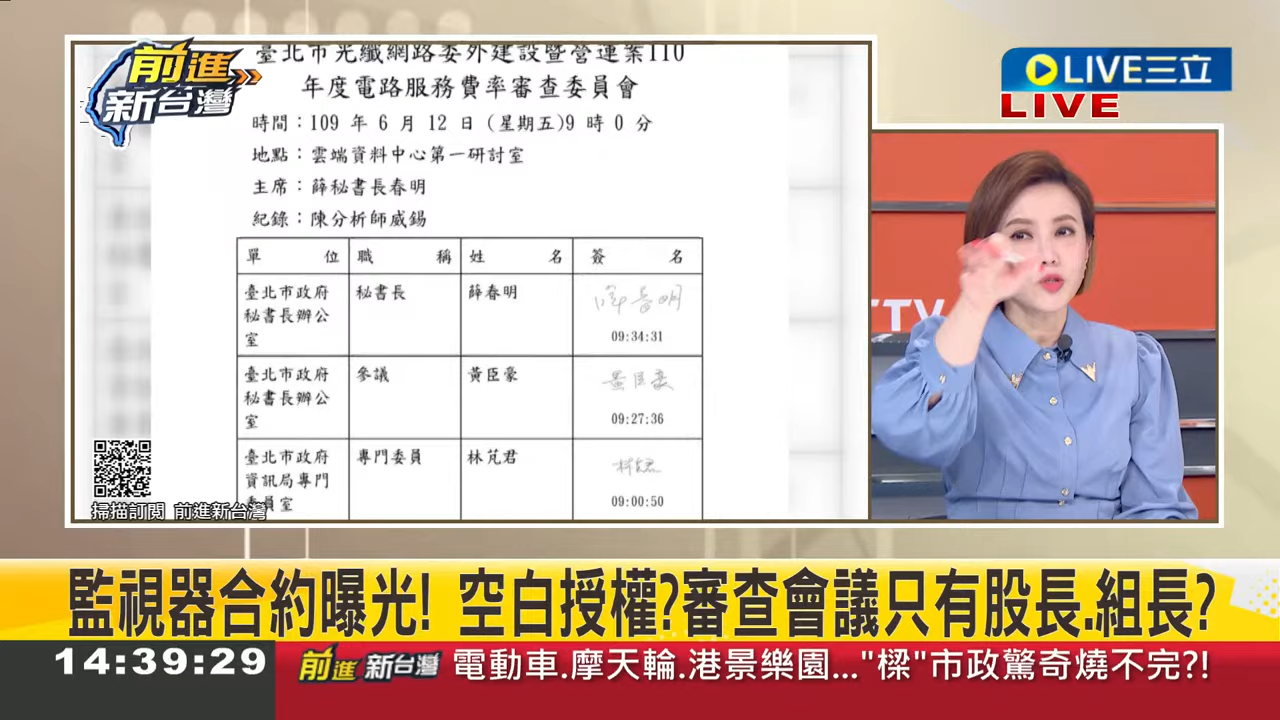 臺北市光纖網路委外建設暨營運案110
年度電路服務費率審查委員會
時間：109 年 6 月 12 日 (星期五)9 時 0 分
地點：雲端資料中心第一研討室
主席：薛秘書長春明
紀錄：陳分析師威錫
單位 職稱 姓名 簽名
臺北市政府秘書長辦公室 秘書長 薛春明 薛春明 09:34:31
臺北市政府秘書長辦公室 參議 黃臣豪 黃臣豪 09:27:36
臺北市政府資訊局專門委員室 專門委員 林芃君 09:00:50
前進新台灣
掃描訂閱 前進新台灣
LIVE三立
LIVE
TV
監視器合約曝光! 空白授權?審查會議只有股長.組長?
14:39:29
前進新台灣 電動車.摩天輪.港景樂園..."樑"市政驚奇燒不完?!